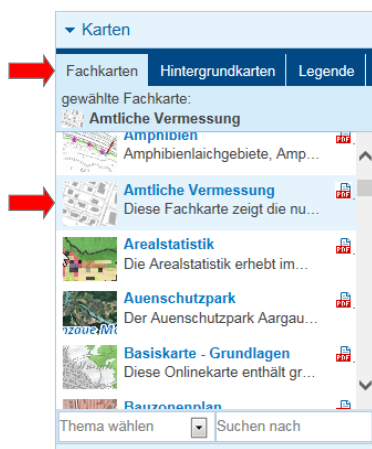 Karten
Fachkarten Hintergrundkarten Legende
gewählte Fachkarte:
Amtliche Vermessung
Amphibien
Amphibienlaichgebiete, Amp...
PDF
Amtliche Vermessung
Diese Fachkarte zeigt die nu...
PDF
Arealstatistik
Die Arealstatistik erhebt im...
PDF
Auenschutzpark
Der Auenschutzpark Aargau...
PDF
Basiskarte - Grundlagen
Diese Onlinekarte enthält gr...
PDF
Bauzonenplan
Thema wählen Suchen nach